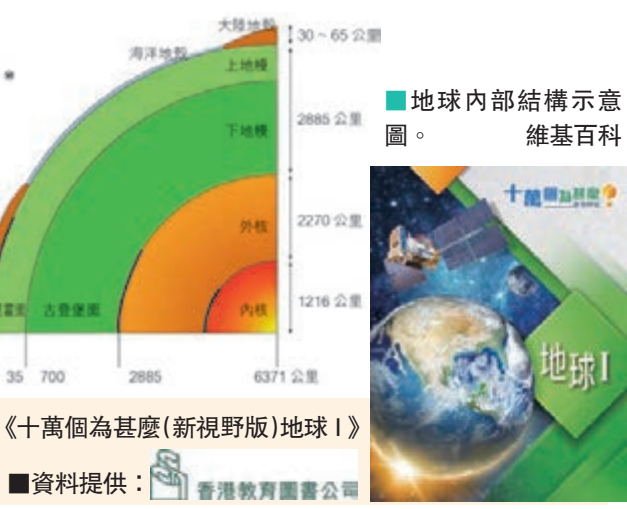 大陸地殼
30～65 公里
海洋地殼
上地幔
2885 公里
下地幔
外核
2270 公里
古登堡面
內核
1216 公里
35 700 2885 6371 公里
■地球內部結構示意
圖。 維基百科
十萬個為甚麼？
地球 I
《十萬個為甚麼(新視野版)地球 I 》
■資料提供：香港教育圖書公司